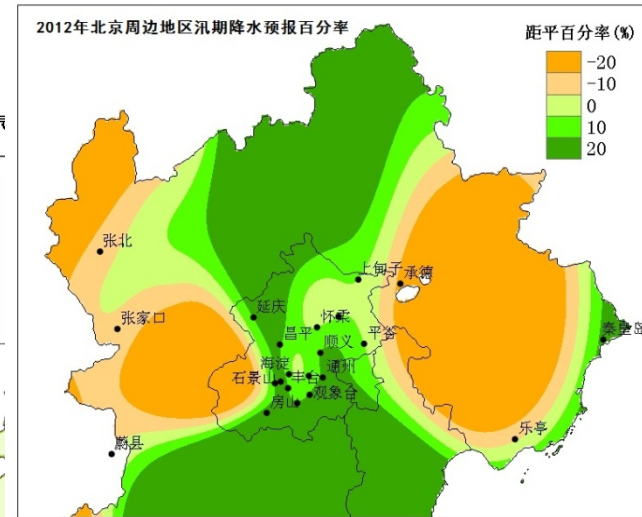 2012年北京周边地区汛期降水预报百分率
距平百分率(%)
-20
-10
0
10
20
张北
上甸子
承德
张家口
延庆
怀柔
昌平
顺义
平谷
秦皇岛
海淀
通州
石景山
丰台
观象台
房山
乐亭
蔚县